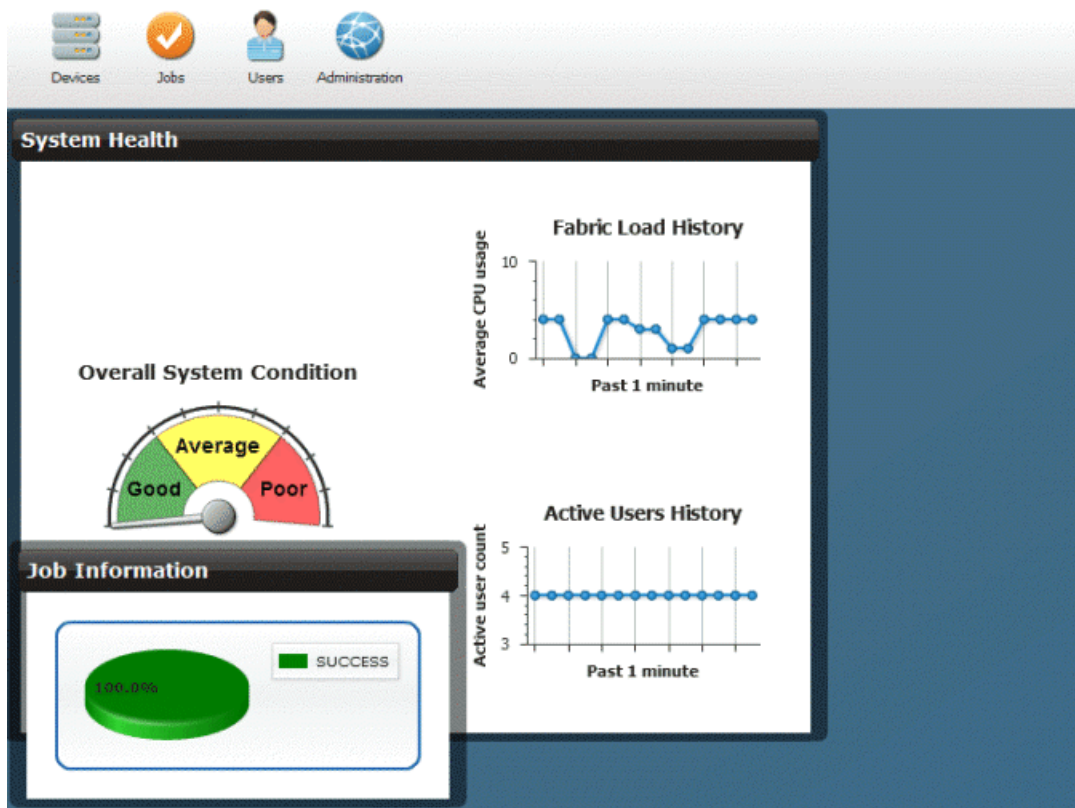 Devices
Jobs
Users
Administration
System Health
Fabric Load History
Average CPU usage
10
0
Past 1 minute
Overall System Condition
Good
Average
Poor
Active Users History
Active user count
5
4
3
Past 1 minute
Job Information
100.0%
SUCCESS